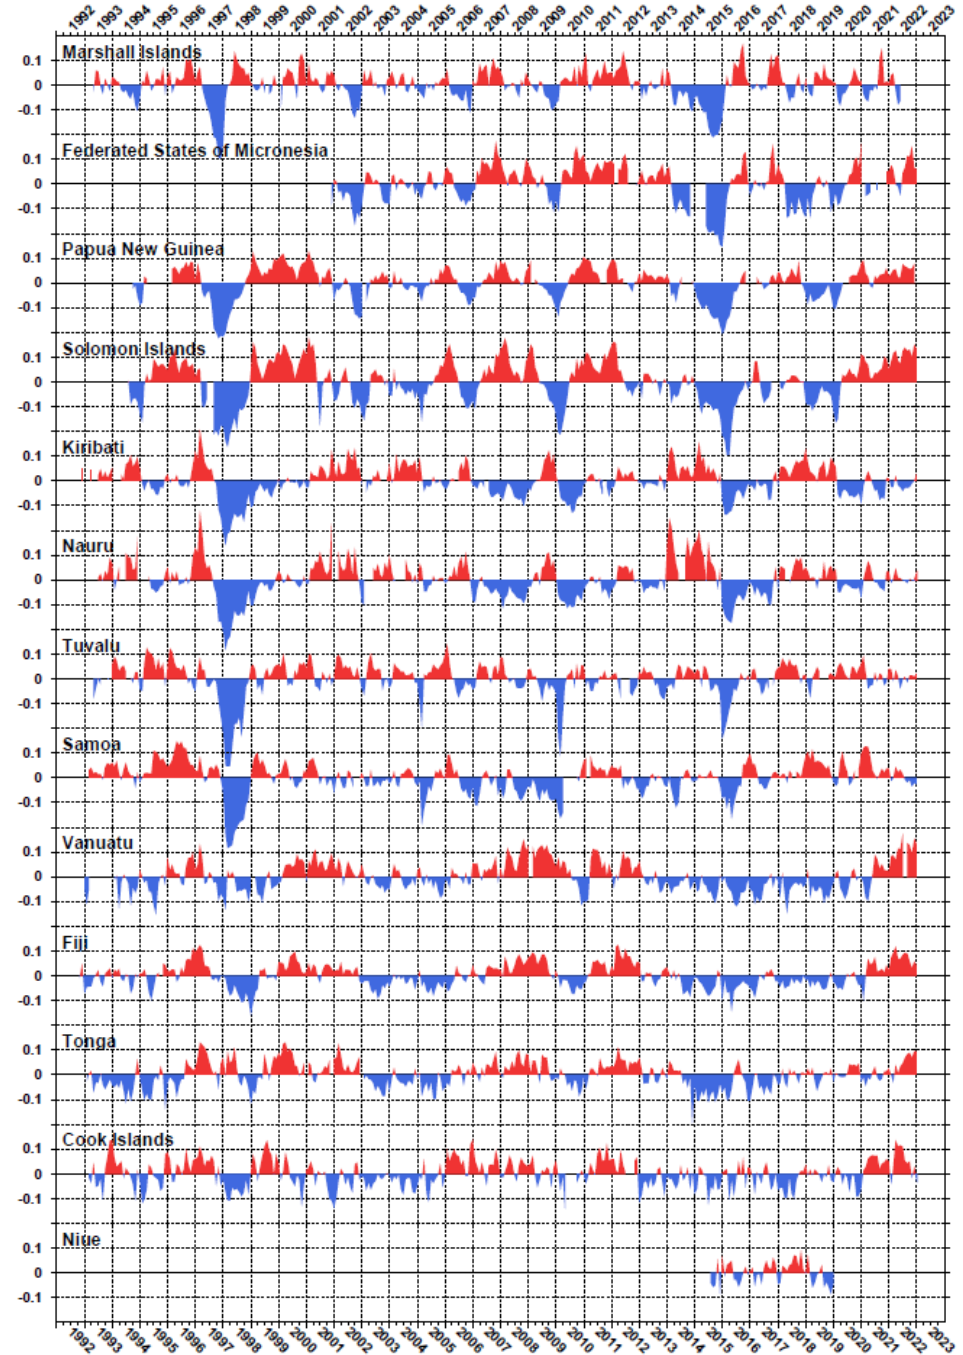 1992 1993 1994 1995 1996 1997 1998 1999 2000 2001 2002 2003 2004 2005 2006 2007 2008 2009 2010 2011 2012 2013 2014 2015 2016 2017 2018 2019 2020 2021 2022 2023
Marshall Islands
0.1
0
-0.1
Federated States of Micronesia
0.1
0
-0.1
Papua New Guinea
0.1
0
-0.1
Solomon Islands
0.1
0
-0.1
Kiribati
0.1
0
-0.1
Nauru
0.1
0
-0.1
Tuvalu
0.1
0
-0.1
Samoa
0.1
0
-0.1
Vanuatu
0.1
0
-0.1
Fiji
0.1
0
-0.1
Tonga
0.1
0
-0.1
Cook Islands
0.1
0
-0.1
Niue
0.1
0
-0.1
1992 1993 1994 1995 1996 1997 1998 1999 2000 2001 2002 2003 2004 2005 2006 2007 2008 2009 2010 2011 2012 2013 2014 2015 2016 2017 2018 2019 2020 2021 2022 2023